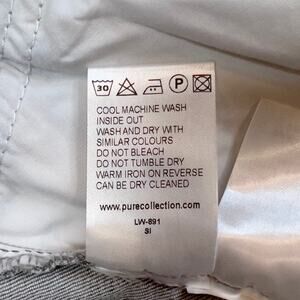 30 P
COOL MACHINE WASH
INSIDE OUT
WASH AND DRY WITH
SIMILAR COLOURS
DO NOT BLEACH
DO NOT TUMBLE DRY
WARM IRON ON REVERSE
CAN BE DRY CLEANED
www.purecollection.com
LW-891
SI